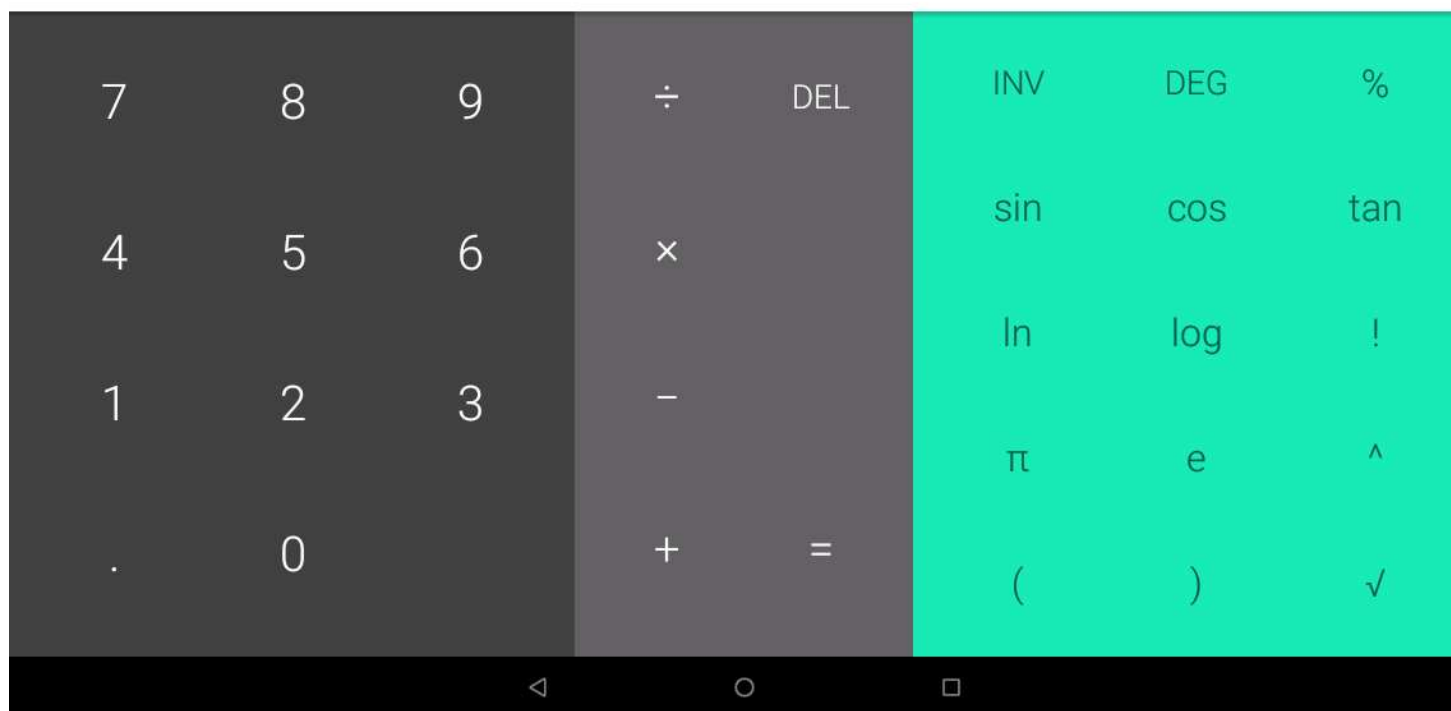 7 8 9 ÷ DEL INV DEG %
4 5 6 × sin cos tan
1 2 3 − ln log !
. 0 + = π e ^
( ) √